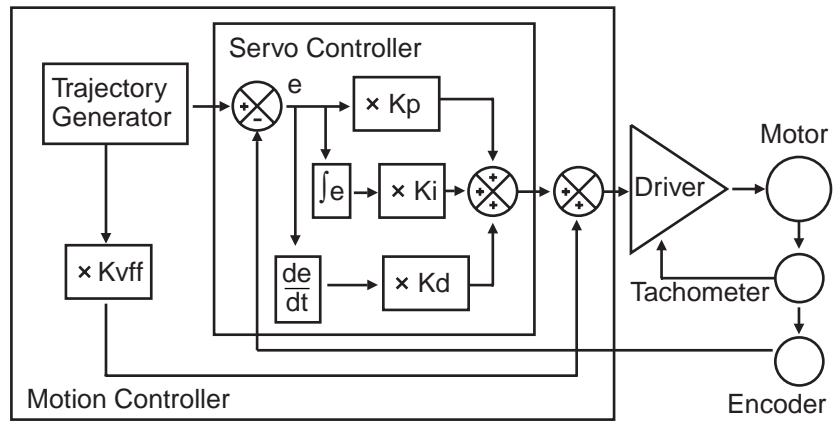 Servo Controller
Trajectory
Generator
+
−
e
× Kp
∫e
× Ki
+
+
+
+
+
Driver
Motor
× Kvff
de
dt
× Kd
Tachometer
Encoder
Motion Controller